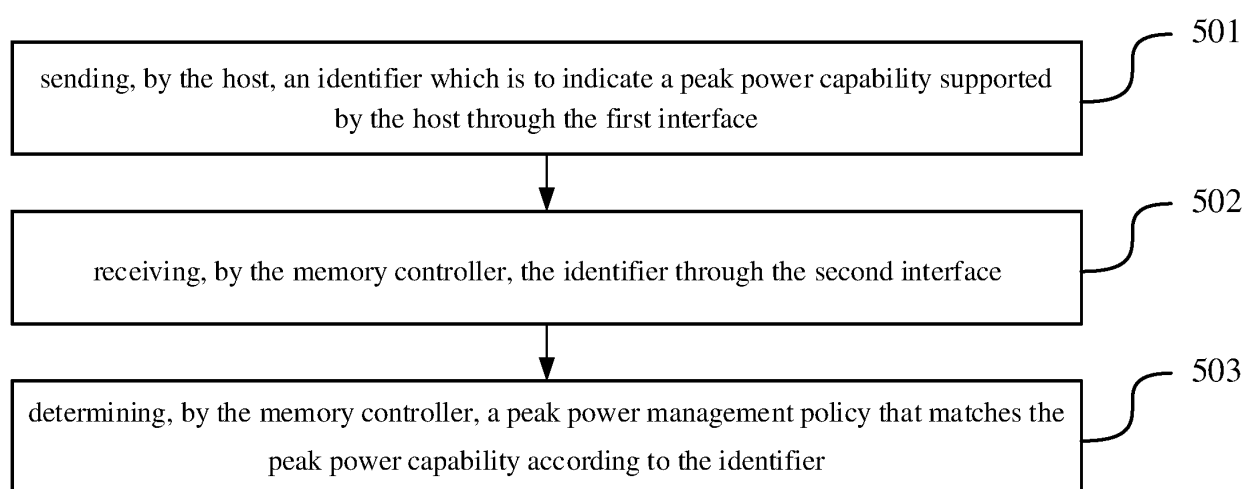 501
sending, by the host, an identifier which is to indicate a peak power capability supported
by the host through the first interface
502
receiving, by the memory controller, the identifier through the second interface
503
determining, by the memory controller, a peak power management policy that matches the
peak power capability according to the identifier